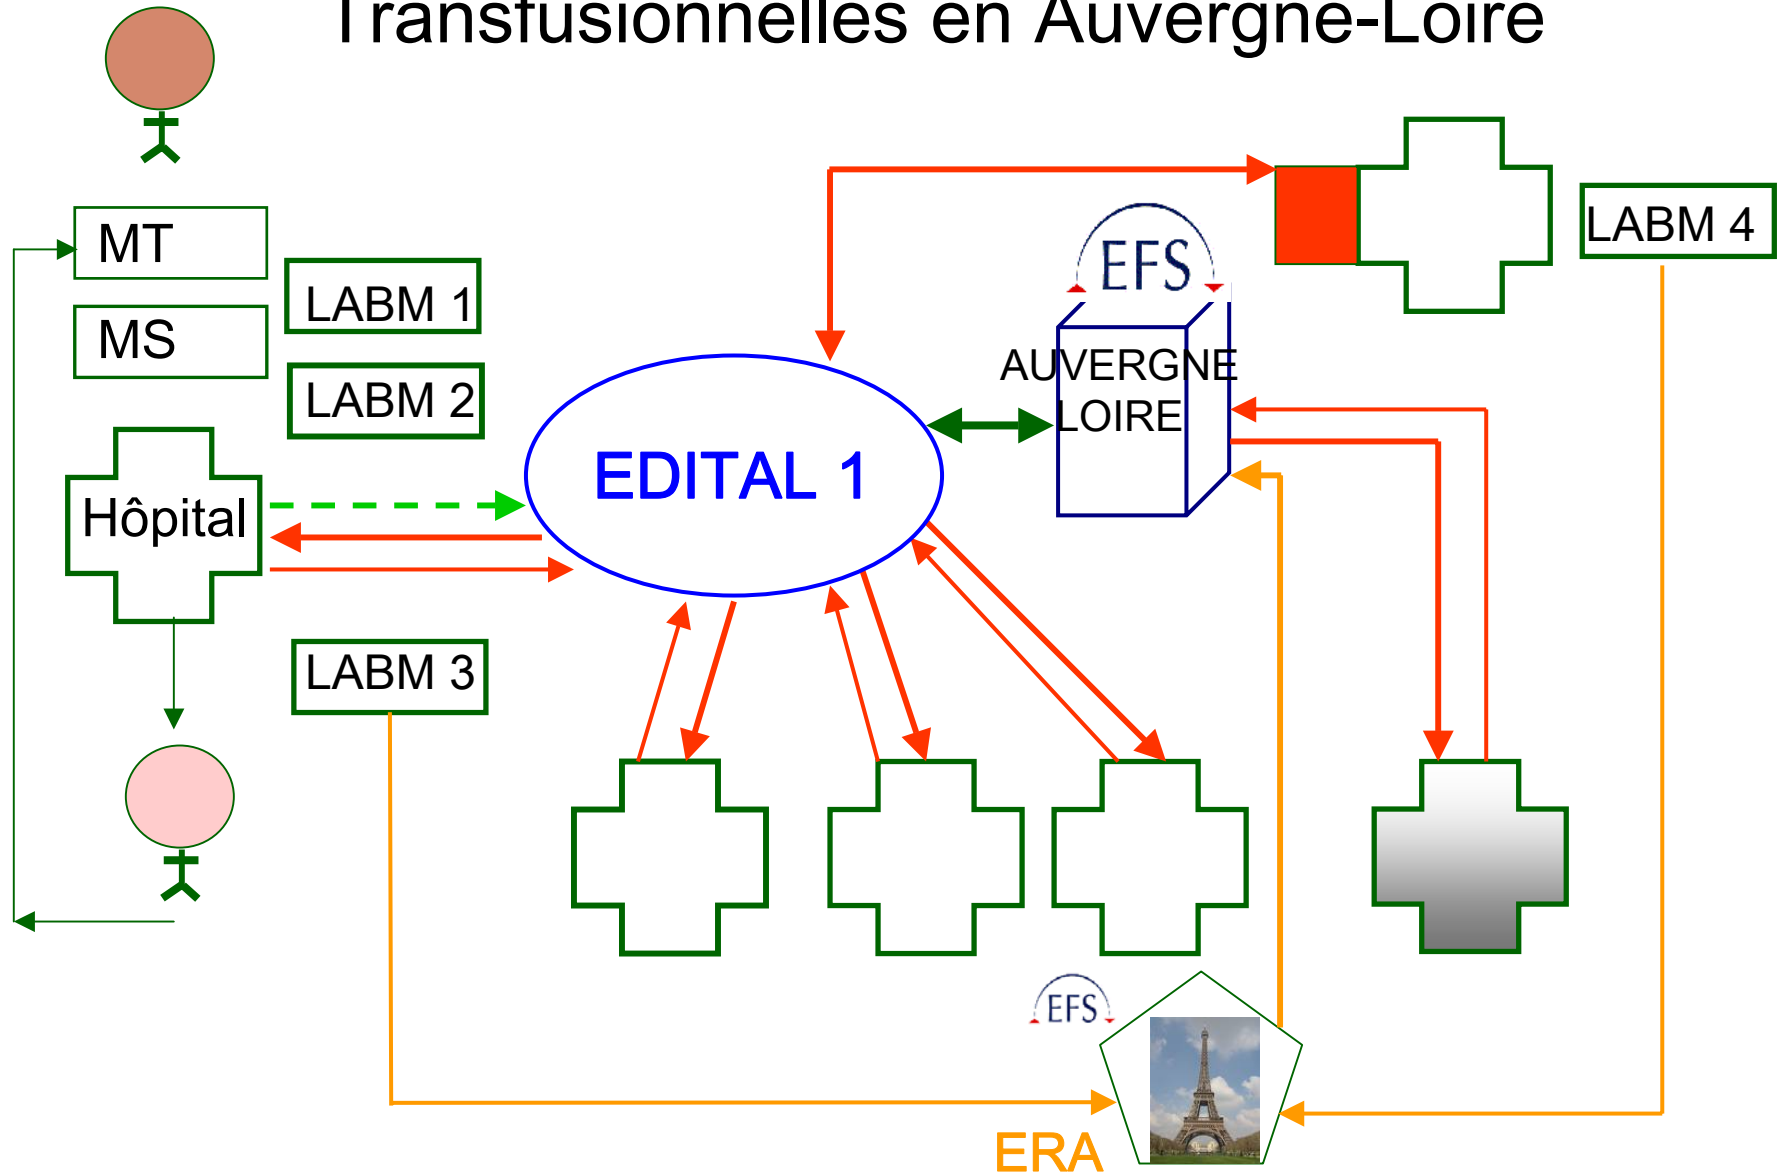 Transfusionnelles en Auvergne-Loire
MT
MS
LABM 1
LABM 2
Hôpital
LABM 3
EDITAL 1
EFS
AUVERGNE
LOIRE
LABM 4
EFS
ERA